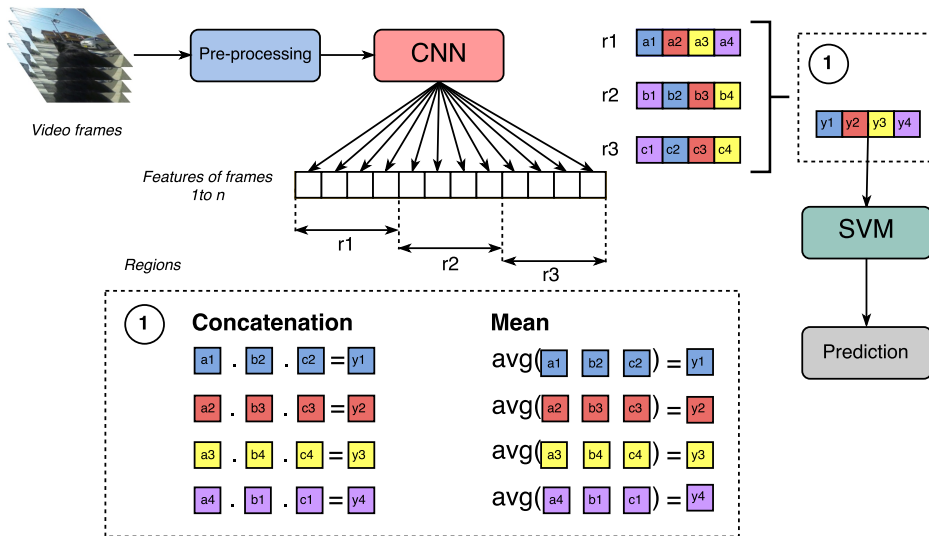 Pre-processing
CNN
Video frames
Features of frames
1to n
r1
r2
r3
Regions
r1 a1 a2 a3 a4
r2 b1 b2 b3 b4
r3 c1 c2 c3 c4
1
y1 y2 y3 y4
SVM
Prediction
1 Concatenation
a1 . b2 . c2 = y1
a2 . b3 . c3 = y2
a3 . b4 . c4 = y3
a4 . b1 . c1 = y4
Mean
avg( a1 b2 c2 ) = y1
avg( a2 b3 c3 ) = y2
avg( a3 b4 c4 ) = y3
avg( a4 b1 c1 ) = y4